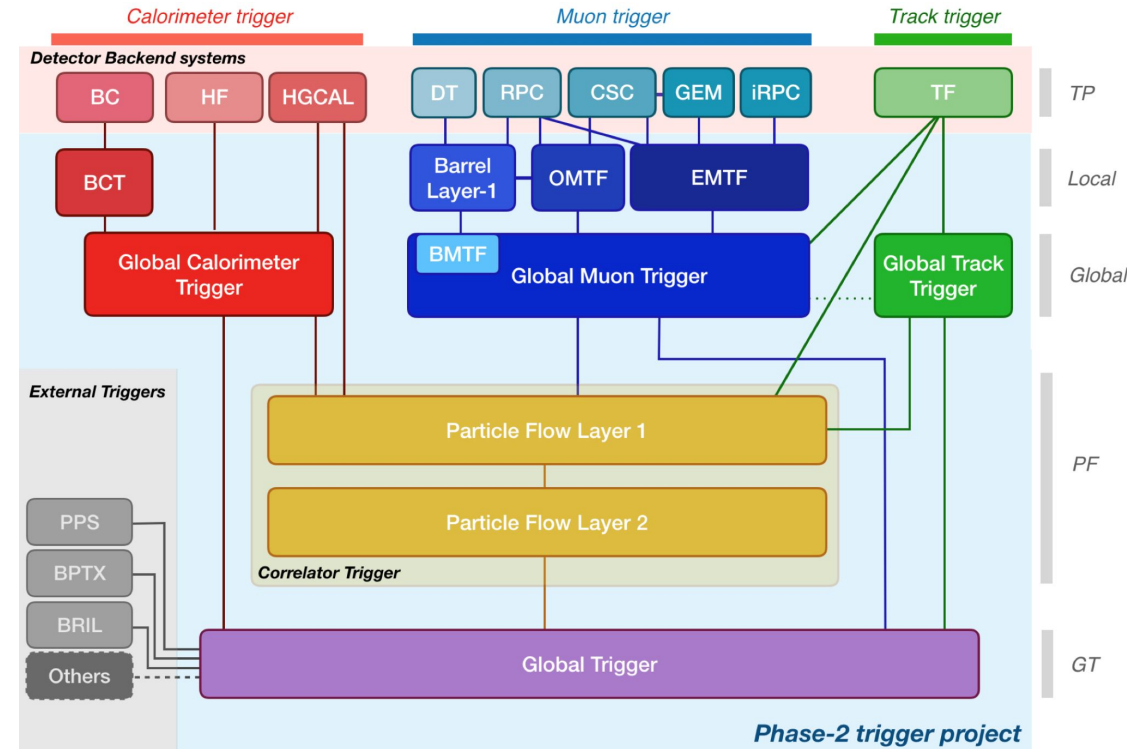 Calorimeter trigger
Muon trigger
Track trigger
Detector Backend systems
BC
HF
HGCAL
DT
RPC
CSC
GEM
iRPC
TF
TP
BCT
Barrel
Layer-1
OMTF
EMTF
Local
Global Calorimeter
Trigger
BMTF
Global Muon Trigger
Global Track
Trigger
Global
External Triggers
Particle Flow Layer 1
PF
Particle Flow Layer 2
Correlator Trigger
PPS
BPTX
BRIL
Others
Global Trigger
GT
Phase-2 trigger project